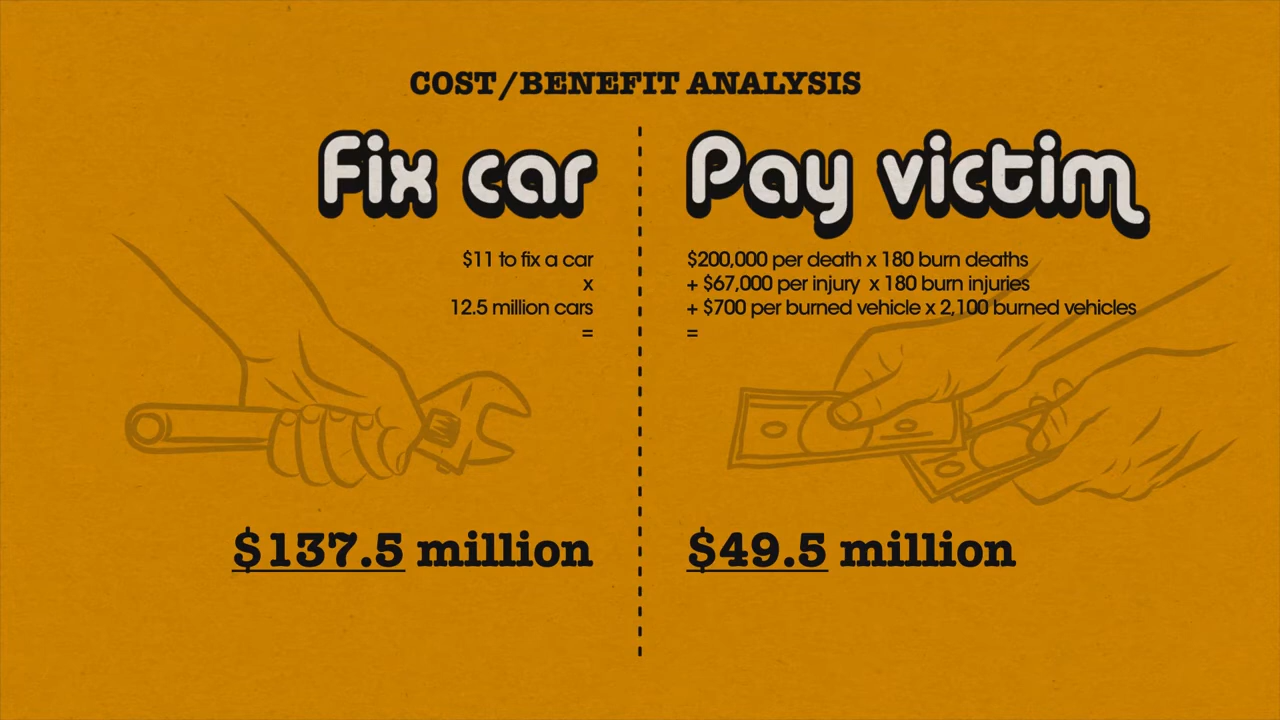 COST/BENEFIT ANALYSIS
Fix car
$11 to fix a car
x
12.5 million cars
=
$137.5 million
Pay victim
$200,000 per death x 180 burn deaths
+ $67,000 per injury x 180 burn injuries
+ $700 per burned vehicle x 2,100 burned vehicles
=
$49.5 million